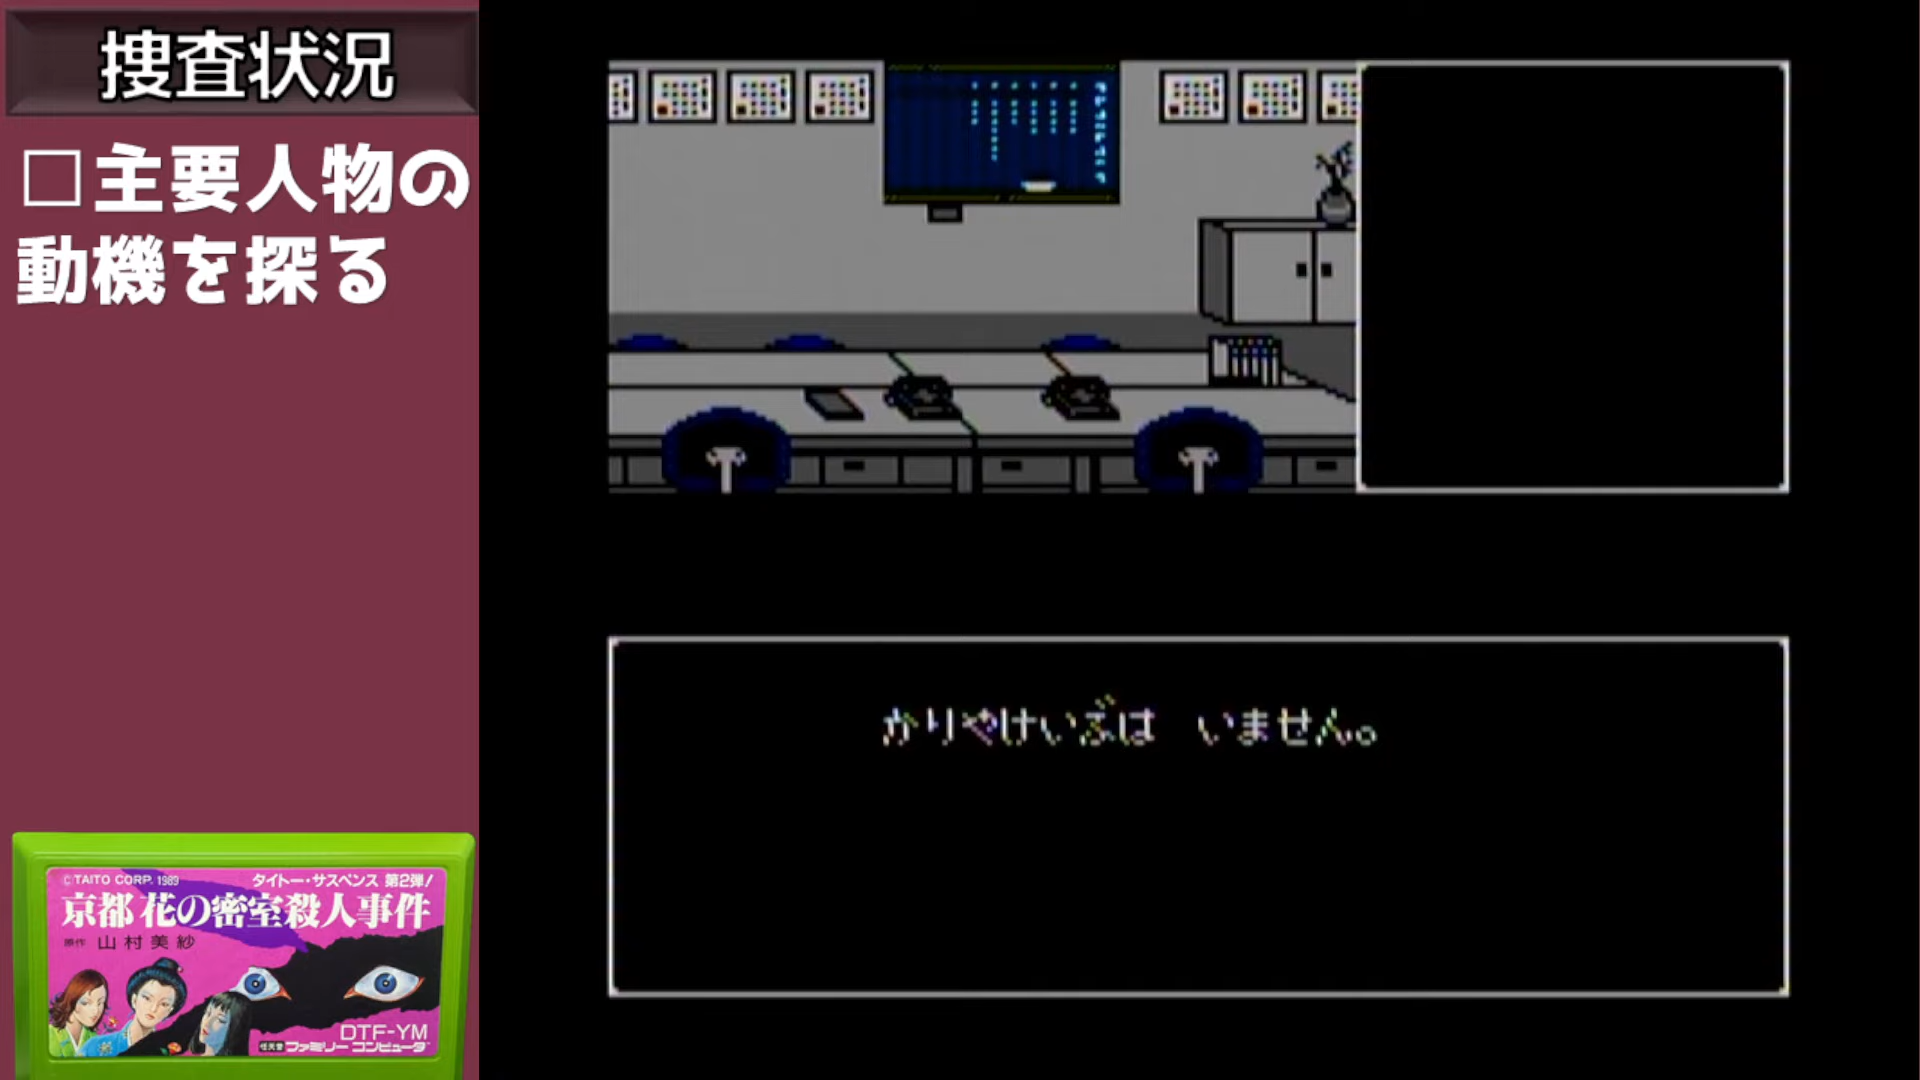 捜査状況
□主要人物の
動機を探る
かりやけいぶは いません。
©TAITO CORP. 1989
タイトー・サスペンス 第2弾!
京都 花の密室殺人事件
原作 山村美紗
DTF-YM
任天堂 ファミリーコンピュータ